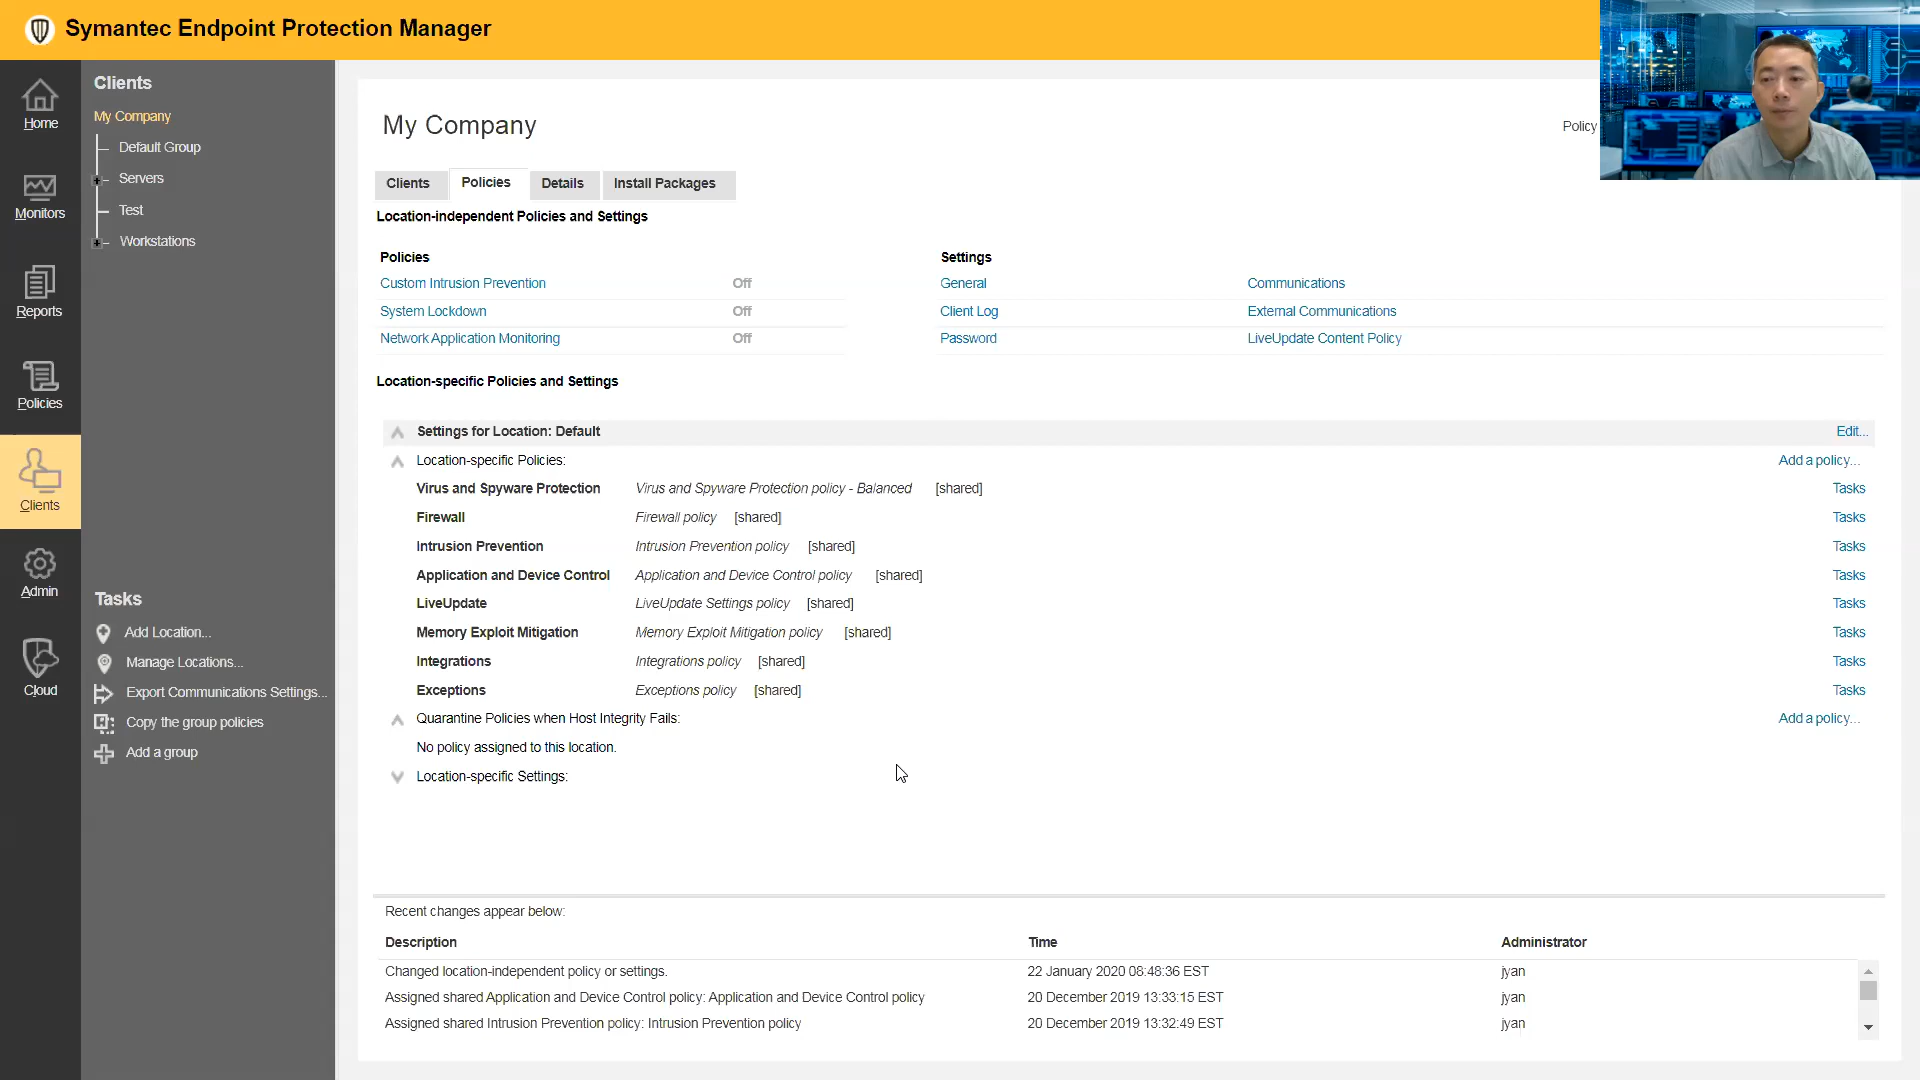 Symantec Endpoint Protection Manager
Home
Monitors
Reports
Policies
Clients
Admin
Cloud
Clients
My Company
Default Group
Servers
Test
Workstations
Tasks
Add Location...
Manage Locations...
Export Communications Settings...
Copy the group policies
Add a group
My Company
Policy
Clients Policies Details Install Packages
Location-independent Policies and Settings
Policies Settings
Custom Intrusion Prevention Off General Communications
System Lockdown Off Client Log External Communications
Network Application Monitoring Off Password LiveUpdate Content Policy
Location-specific Policies and Settings
Settings for Location: Default Edit...
Location-specific Policies: Add a policy...
Virus and Spyware Protection Virus and Spyware Protection policy - Balanced [shared] Tasks
Firewall Firewall policy [shared] Tasks
Intrusion Prevention Intrusion Prevention policy [shared] Tasks
Application and Device Control Application and Device Control policy [shared] Tasks
LiveUpdate LiveUpdate Settings policy [shared] Tasks
Memory Exploit Mitigation Memory Exploit Mitigation policy [shared] Tasks
Integrations Integrations policy [shared] Tasks
Exceptions Exceptions policy [shared] Tasks
Quarantine Policies when Host Integrity Fails: Add a policy...
No policy assigned to this location.
Location-specific Settings:
Recent changes appear below:
Description Time Administrator
Changed location-independent policy or settings. 22 January 2020 08:48:36 EST jyan
Assigned shared Application and Device Control policy: Application and Device Control policy 20 December 2019 13:33:15 EST jyan
Assigned shared Intrusion Prevention policy: Intrusion Prevention policy 20 December 2019 13:32:49 EST jyan